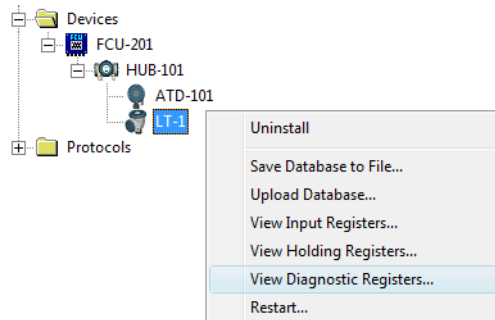 Devices
FCU-201
HUB-101
ATD-101
LT-1
Protocols
Uninstall
Save Database to File...
Upload Database...
View Input Registers...
View Holding Registers...
View Diagnostic Registers...
Restart...